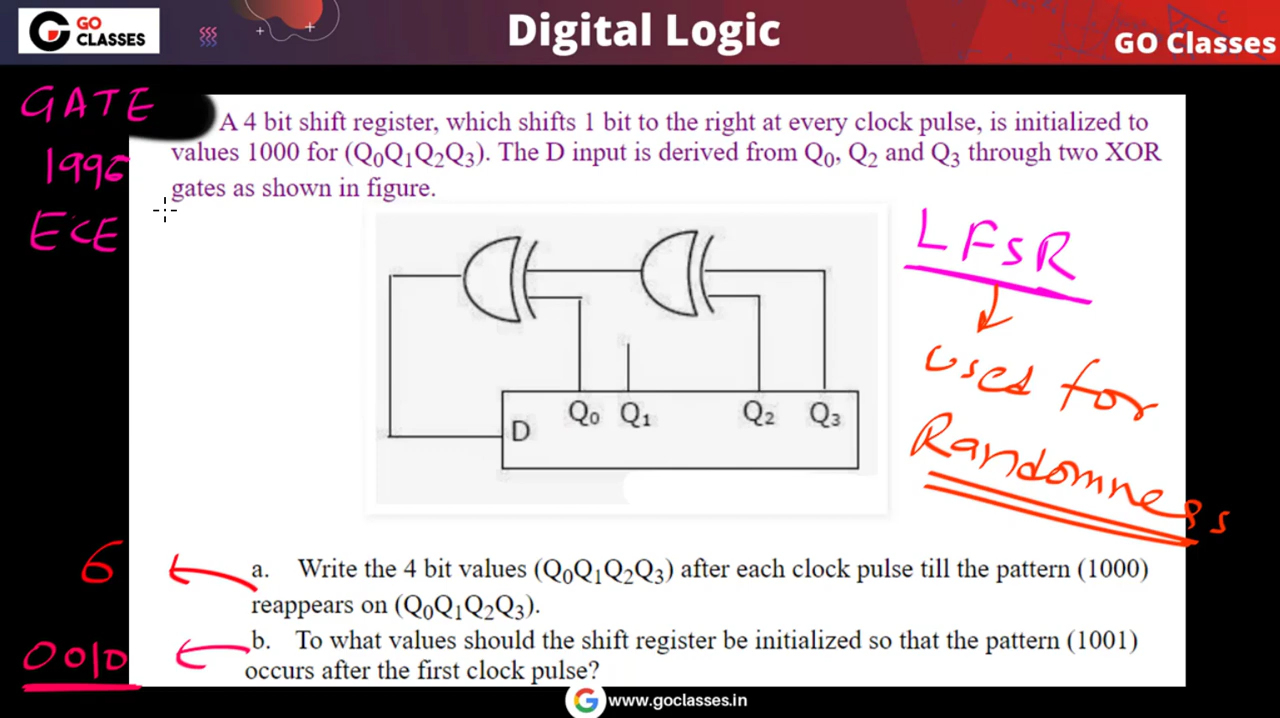 GO
CLASSES
Digital Logic
GO Classes
GATE
1996
ECE
A 4 bit shift register, which shifts 1 bit to the right at every clock pulse, is initialized to
values 1000 for (Q₀Q₁Q₂Q₃). The D input is derived from Q₀, Q₂ and Q₃ through two XOR
gates as shown in figure.
D Q₀ Q₁ Q₂ Q₃
LFSR
used for
Randomness
6
a. Write the 4 bit values (Q₀Q₁Q₂Q₃) after each clock pulse till the pattern (1000)
reappears on (Q₀Q₁Q₂Q₃).
0010
b. To what values should the shift register be initialized so that the pattern (1001)
occurs after the first clock pulse?
www.goclasses.in